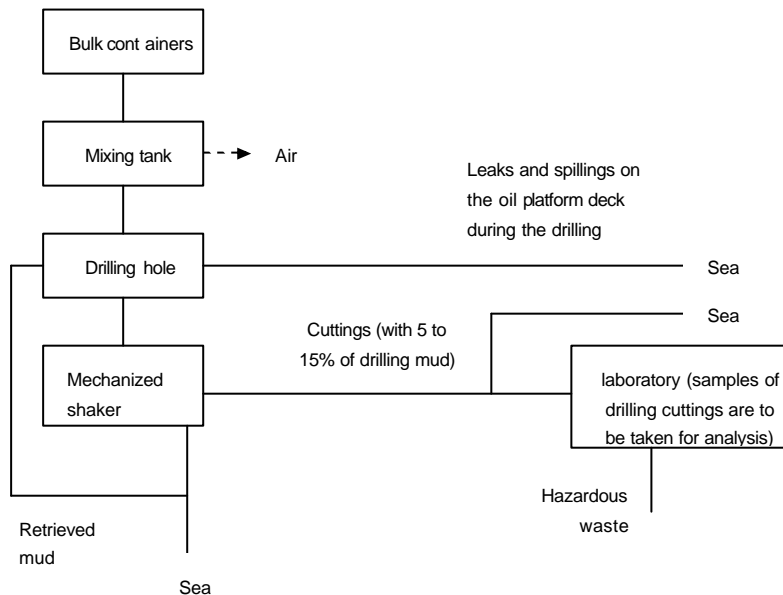 Bulk cont ainers
Mixing tank
Air
Leaks and spillings on
the oil platform deck
during the drilling
Drilling hole
Sea
Sea
Cuttings (with 5 to
15% of drilling mud)
Mechanized
shaker
laboratory (samples of
drilling cuttings are to
be taken for analysis)
Hazardous
waste
Retrieved
mud
Sea